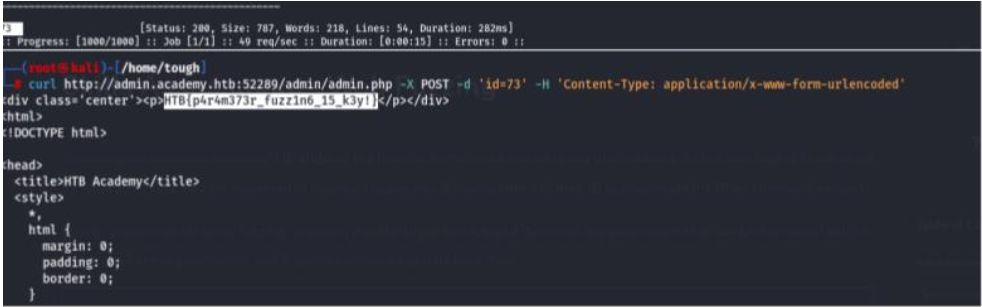 73 [Status: 200, Size: 787, Words: 218, Lines: 54, Duration: 282ms]
:: Progress: [1000/1000] :: Job [1/1] :: 49 req/sec :: Duration: [0:00:15] :: Errors: 0 ::
(root㉿kali)-[/home/tough]
# curl http://admin.academy.htb:52289/admin/admin.php -X POST -d 'id=73' -H 'Content-Type: application/x-www-form-urlencoded'
<div class='center'><p>HTB{p4r4m373r_fuzz1n6_15_k3y!}</p></div>
<html>
<!DOCTYPE html>
<head>
<title>HTB Academy</title>
<style>
*,
html {
margin: 0;
padding: 0;
border: 0;
}